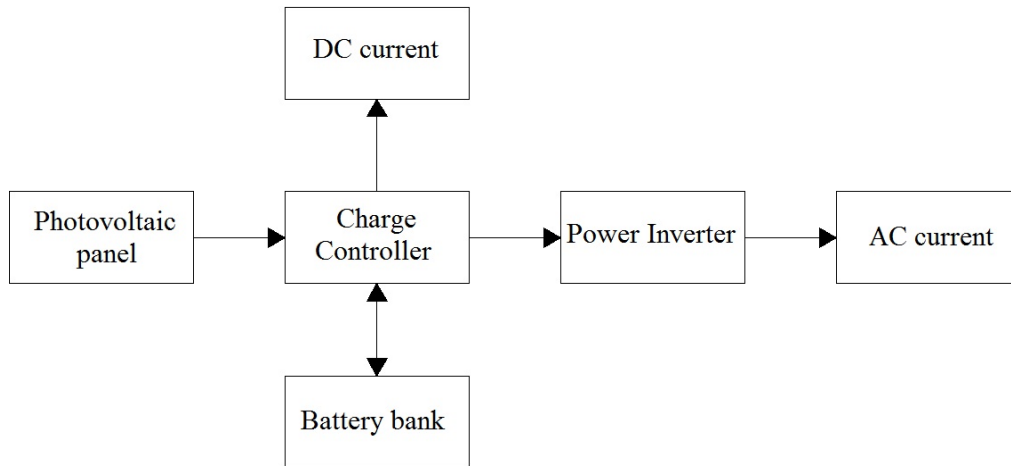 DC current
Photovoltaic
panel
Charge
Controller
Power Inverter
AC current
Battery bank